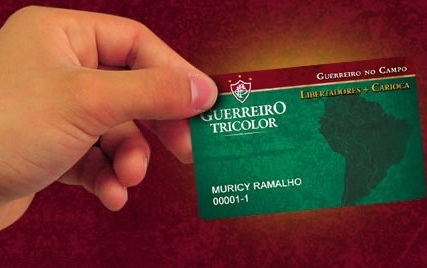 GUERREIRO NO CAMPO
LIBERTADORES + CARIOCA
GUERREIRO
TRICOLOR
MURICY RAMALHO
00001-1